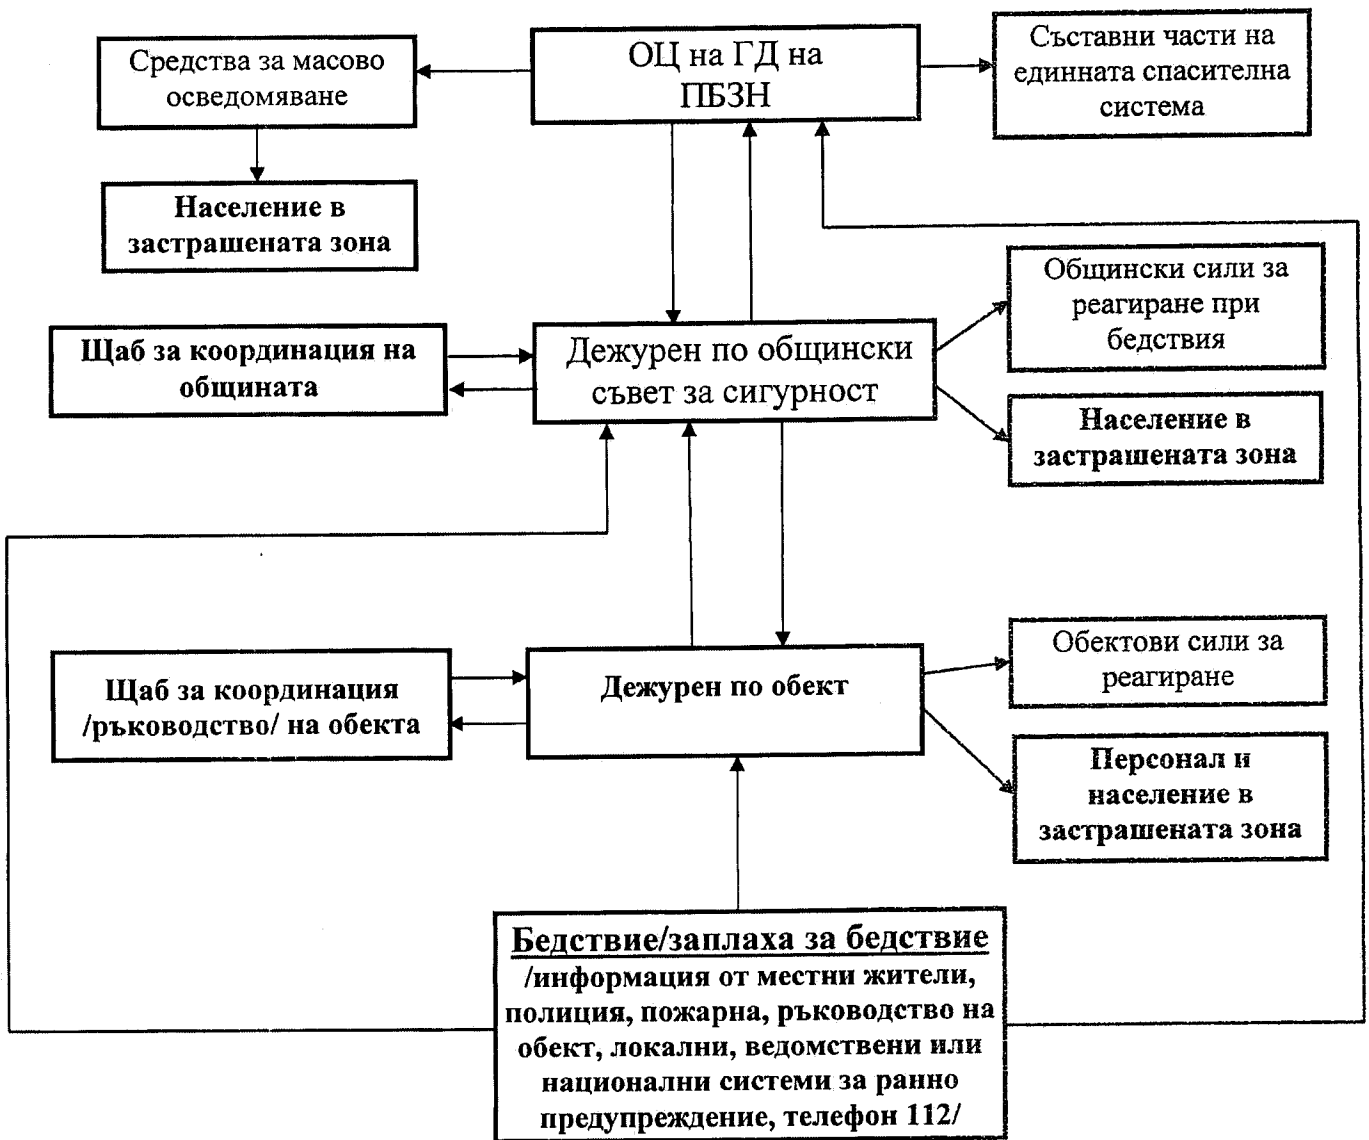 Средства за масово
осведомяване
ОЦ на ГД на
ПБЗН
Съставни части на
единната спасителна
система
Население в
застрашената зона
Общински сили за
реагиране при
бедствия
Щаб за координация на
общината
Дежурен по общински
съвет за сигурност
Население в
застрашената зона
Щаб за координация
/ръководство/ на обекта
Дежурен по обект
Обектови сили за
реагиране
Персонал и
население в
застрашената зона
Бедствие/заплаха за бедствие
/информация от местни жители,
полиция, пожарна, ръководство на
обект, локални, ведомствени или
национални системи за ранно
предупреждение, телефон 112/